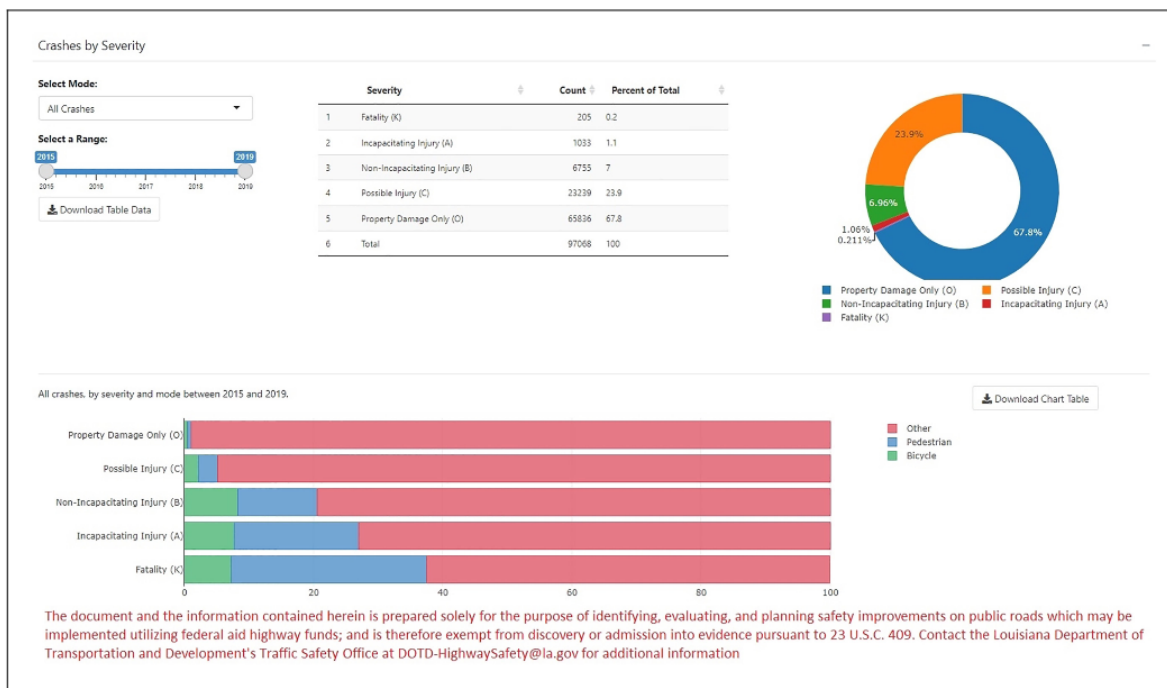 Crashes by Severity
Select Mode:
All Crashes
Select a Range:
2015 2019
2015 2016 2017 2018 2019
Download Table Data
Severity Count Percent of Total
1 Fatality (K) 205 0.2
2 Incapacitating Injury (A) 1033 1.1
3 Non-Incapacitating Injury (B) 6755 7
4 Possible Injury (C) 23239 23.9
5 Property Damage Only (O) 65836 67.8
6 Total 97068 100
23.9%
6.96%
1.06%
0.211%
67.8%
Property Damage Only (O) Possible Injury (C)
Non-Incapacitating Injury (B) Incapacitating Injury (A)
Fatality (K)
All crashes. by severity and mode between 2015 and 2019.
Download Chart Table
Property Damage Only (O)
Possible Injury (C)
Non-Incapacitating Injury (B)
Incapacitating Injury (A)
Fatality (K)
0 20 40 60 80 100
Other
Pedestrian
Bicycle
The document and the information contained herein is prepared solely for the purpose of identifying, evaluating, and planning safety improvements on public roads which may be
implemented utilizing federal aid highway funds; and is therefore exempt from discovery or admission into evidence pursuant to 23 U.S.C. 409. Contact the Louisiana Department of
Transportation and Development's Traffic Safety Office at DOTD-HighwaySafety@la.gov for additional information